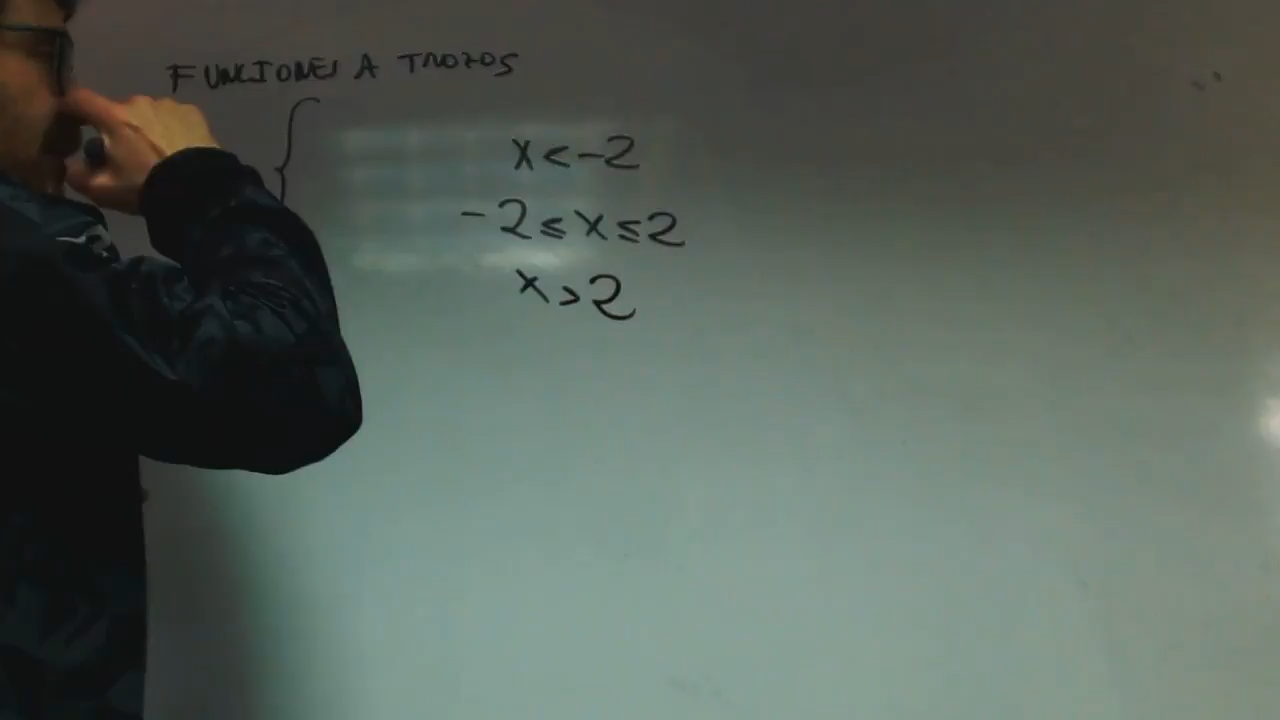 FUNCIONES A TROZOS
x < -2
-2 ≤ x ≤ 2
x > 2